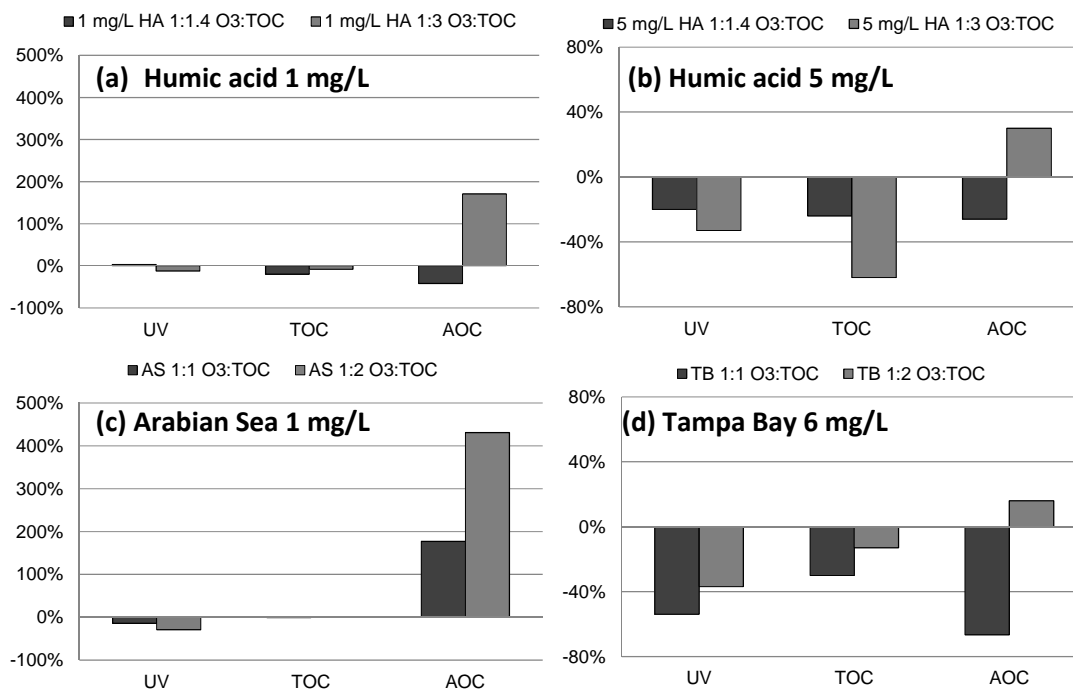 ■ 1 mg/L HA 1:1.4 O3:TOC ■ 1 mg/L HA 1:3 O3:TOC
(a) Humic acid 1 mg/L
500%
400%
300%
200%
100%
0%
-100%
UV TOC AOC
■ 5 mg/L HA 1:1.4 O3:TOC ■ 5 mg/L HA 1:3 O3:TOC
(b) Humic acid 5 mg/L
80%
40%
0%
-40%
-80%
UV TOC AOC
■ AS 1:1 O3:TOC ■ AS 1:2 O3:TOC
(c) Arabian Sea 1 mg/L
500%
400%
300%
200%
100%
0%
-100%
UV TOC AOC
■ TB 1:1 O3:TOC ■ TB 1:2 O3:TOC
(d) Tampa Bay 6 mg/L
80%
40%
0%
-40%
-80%
UV TOC AOC